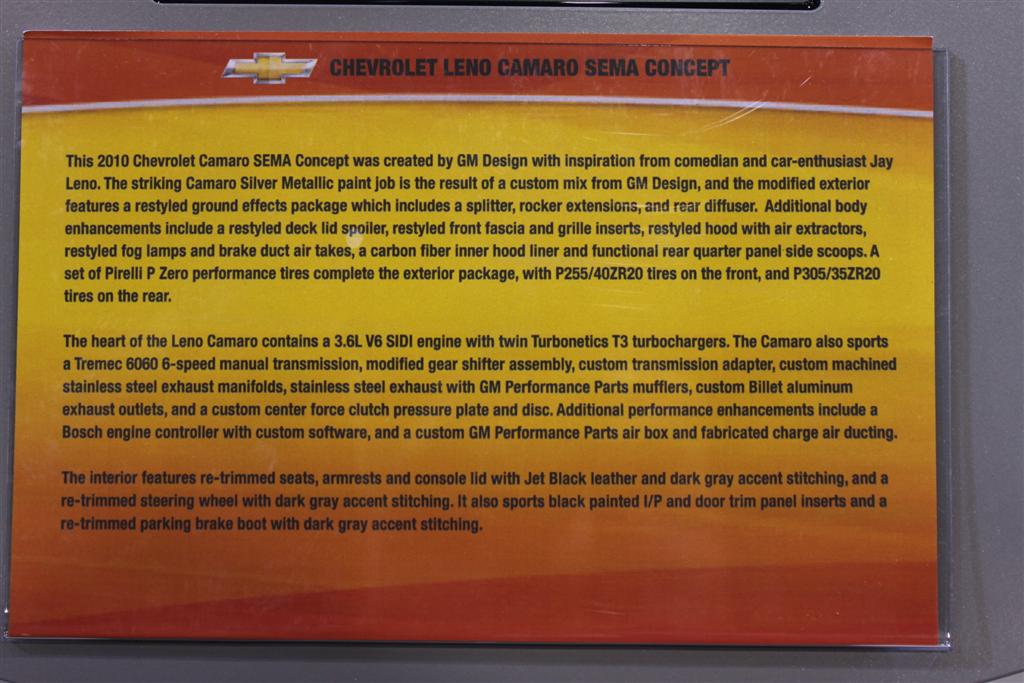 CHEVROLET LENO CAMARO SEMA CONCEPT
This 2010 Chevrolet Camaro SEMA Concept was created by GM Design with inspiration from comedian and car-enthusiast Jay
Leno. The striking Camaro Silver Metallic paint job is the result of a custom mix from GM Design, and the modified exterior
features a restyled ground effects package which includes a splitter, rocker extensions, and rear diffuser. Additional body
enhancements include a restyled deck lid spoiler, restyled front fascia and grille inserts, restyled hood with air extractors,
restyled fog lamps and brake duct air takes, a carbon fiber inner hood liner and functional rear quarter panel side scoops. A
set of Pirelli P Zero performance tires complete the exterior package, with P255/40ZR20 tires on the front, and P305/35ZR20
tires on the rear.
The heart of the Leno Camaro contains a 3.6L V6 SIDI engine with twin Turbonetics T3 turbochargers. The Camaro also sports
a Tremec 6060 6-speed manual transmission, modified gear shifter assembly, custom transmission adapter, custom machined
stainless steel exhaust manifolds, stainless steel exhaust with GM Performance Parts mufflers, custom Billet aluminum
exhaust outlets, and a custom center force clutch pressure plate and disc. Additional performance enhancements include a
Bosch engine controller with custom software, and a custom GM Performance Parts air box and fabricated charge air ducting.
The interior features re-trimmed seats, armrests and console lid with Jet Black leather and dark gray accent stitching, and a
re-trimmed steering wheel with dark gray accent stitching. It also sports black painted I/P and door trim panel inserts and a
re-trimmed parking brake boot with dark gray accent stitching.